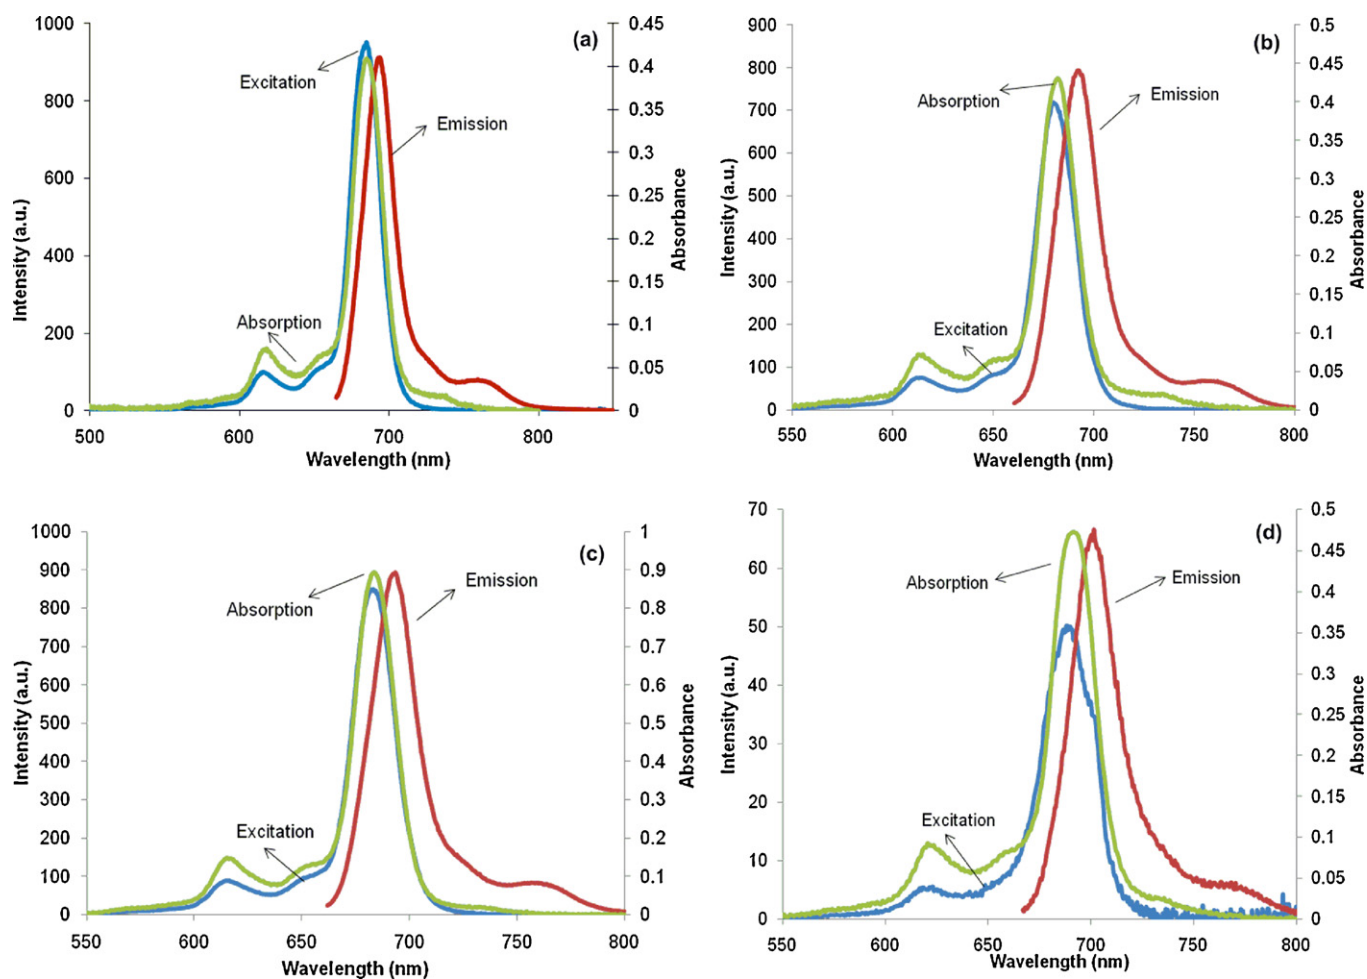 (a)
Intensity (a.u.)
1000
800
600
400
200
0
0.45
0.4
0.35
0.3
0.25
0.2
0.15
0.1
0.05
0
Absorbance
Excitation
Emission
Absorption
500 600 700 800
Wavelength (nm)
(b)
Intensity (a.u.)
900
800
700
600
500
400
300
200
100
0
0.5
0.45
0.4
0.35
0.3
0.25
0.2
0.15
0.1
0.05
0
Absorbance
Absorption
Emission
Excitation
550 600 650 700 750 800
Wavelength (nm)
(c)
Intensity (a.u.)
1000
900
800
700
600
500
400
300
200
100
0
1
0.9
0.8
0.7
0.6
0.5
0.4
0.3
0.2
0.1
0
Absorbance
Absorption
Emission
Excitation
550 600 650 700 750 800
Wavelength (nm)
(d)
Intensity (a.u.)
70
60
50
40
30
20
10
0
0.5
0.45
0.4
0.35
0.3
0.25
0.2
0.15
0.1
0.05
0
Absorbance
Absorption
Emission
Excitation
550 600 650 700 750 800
Wavelength (nm)